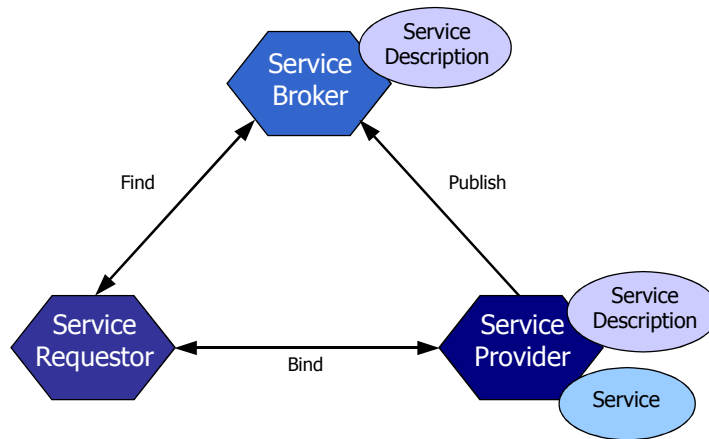 Service
Description
Service
Broker
Find
Publish
Service
Requestor
Bind
Service
Provider
Service
Description
Service